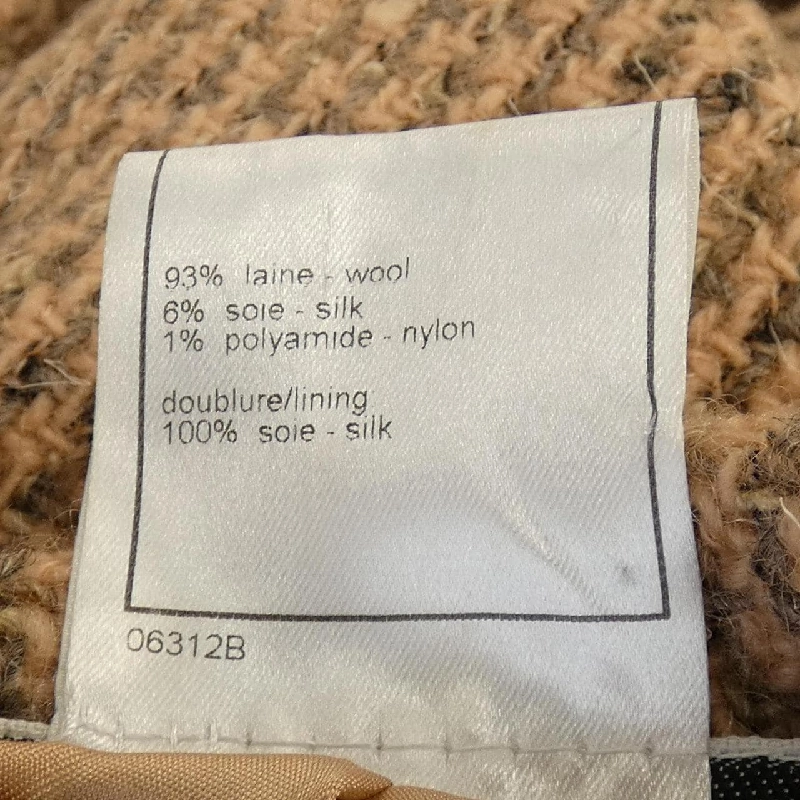 93% laine - wool
6% soie - silk
1% polyamide - nylon
doublure/lining
100% soie - silk
06312B